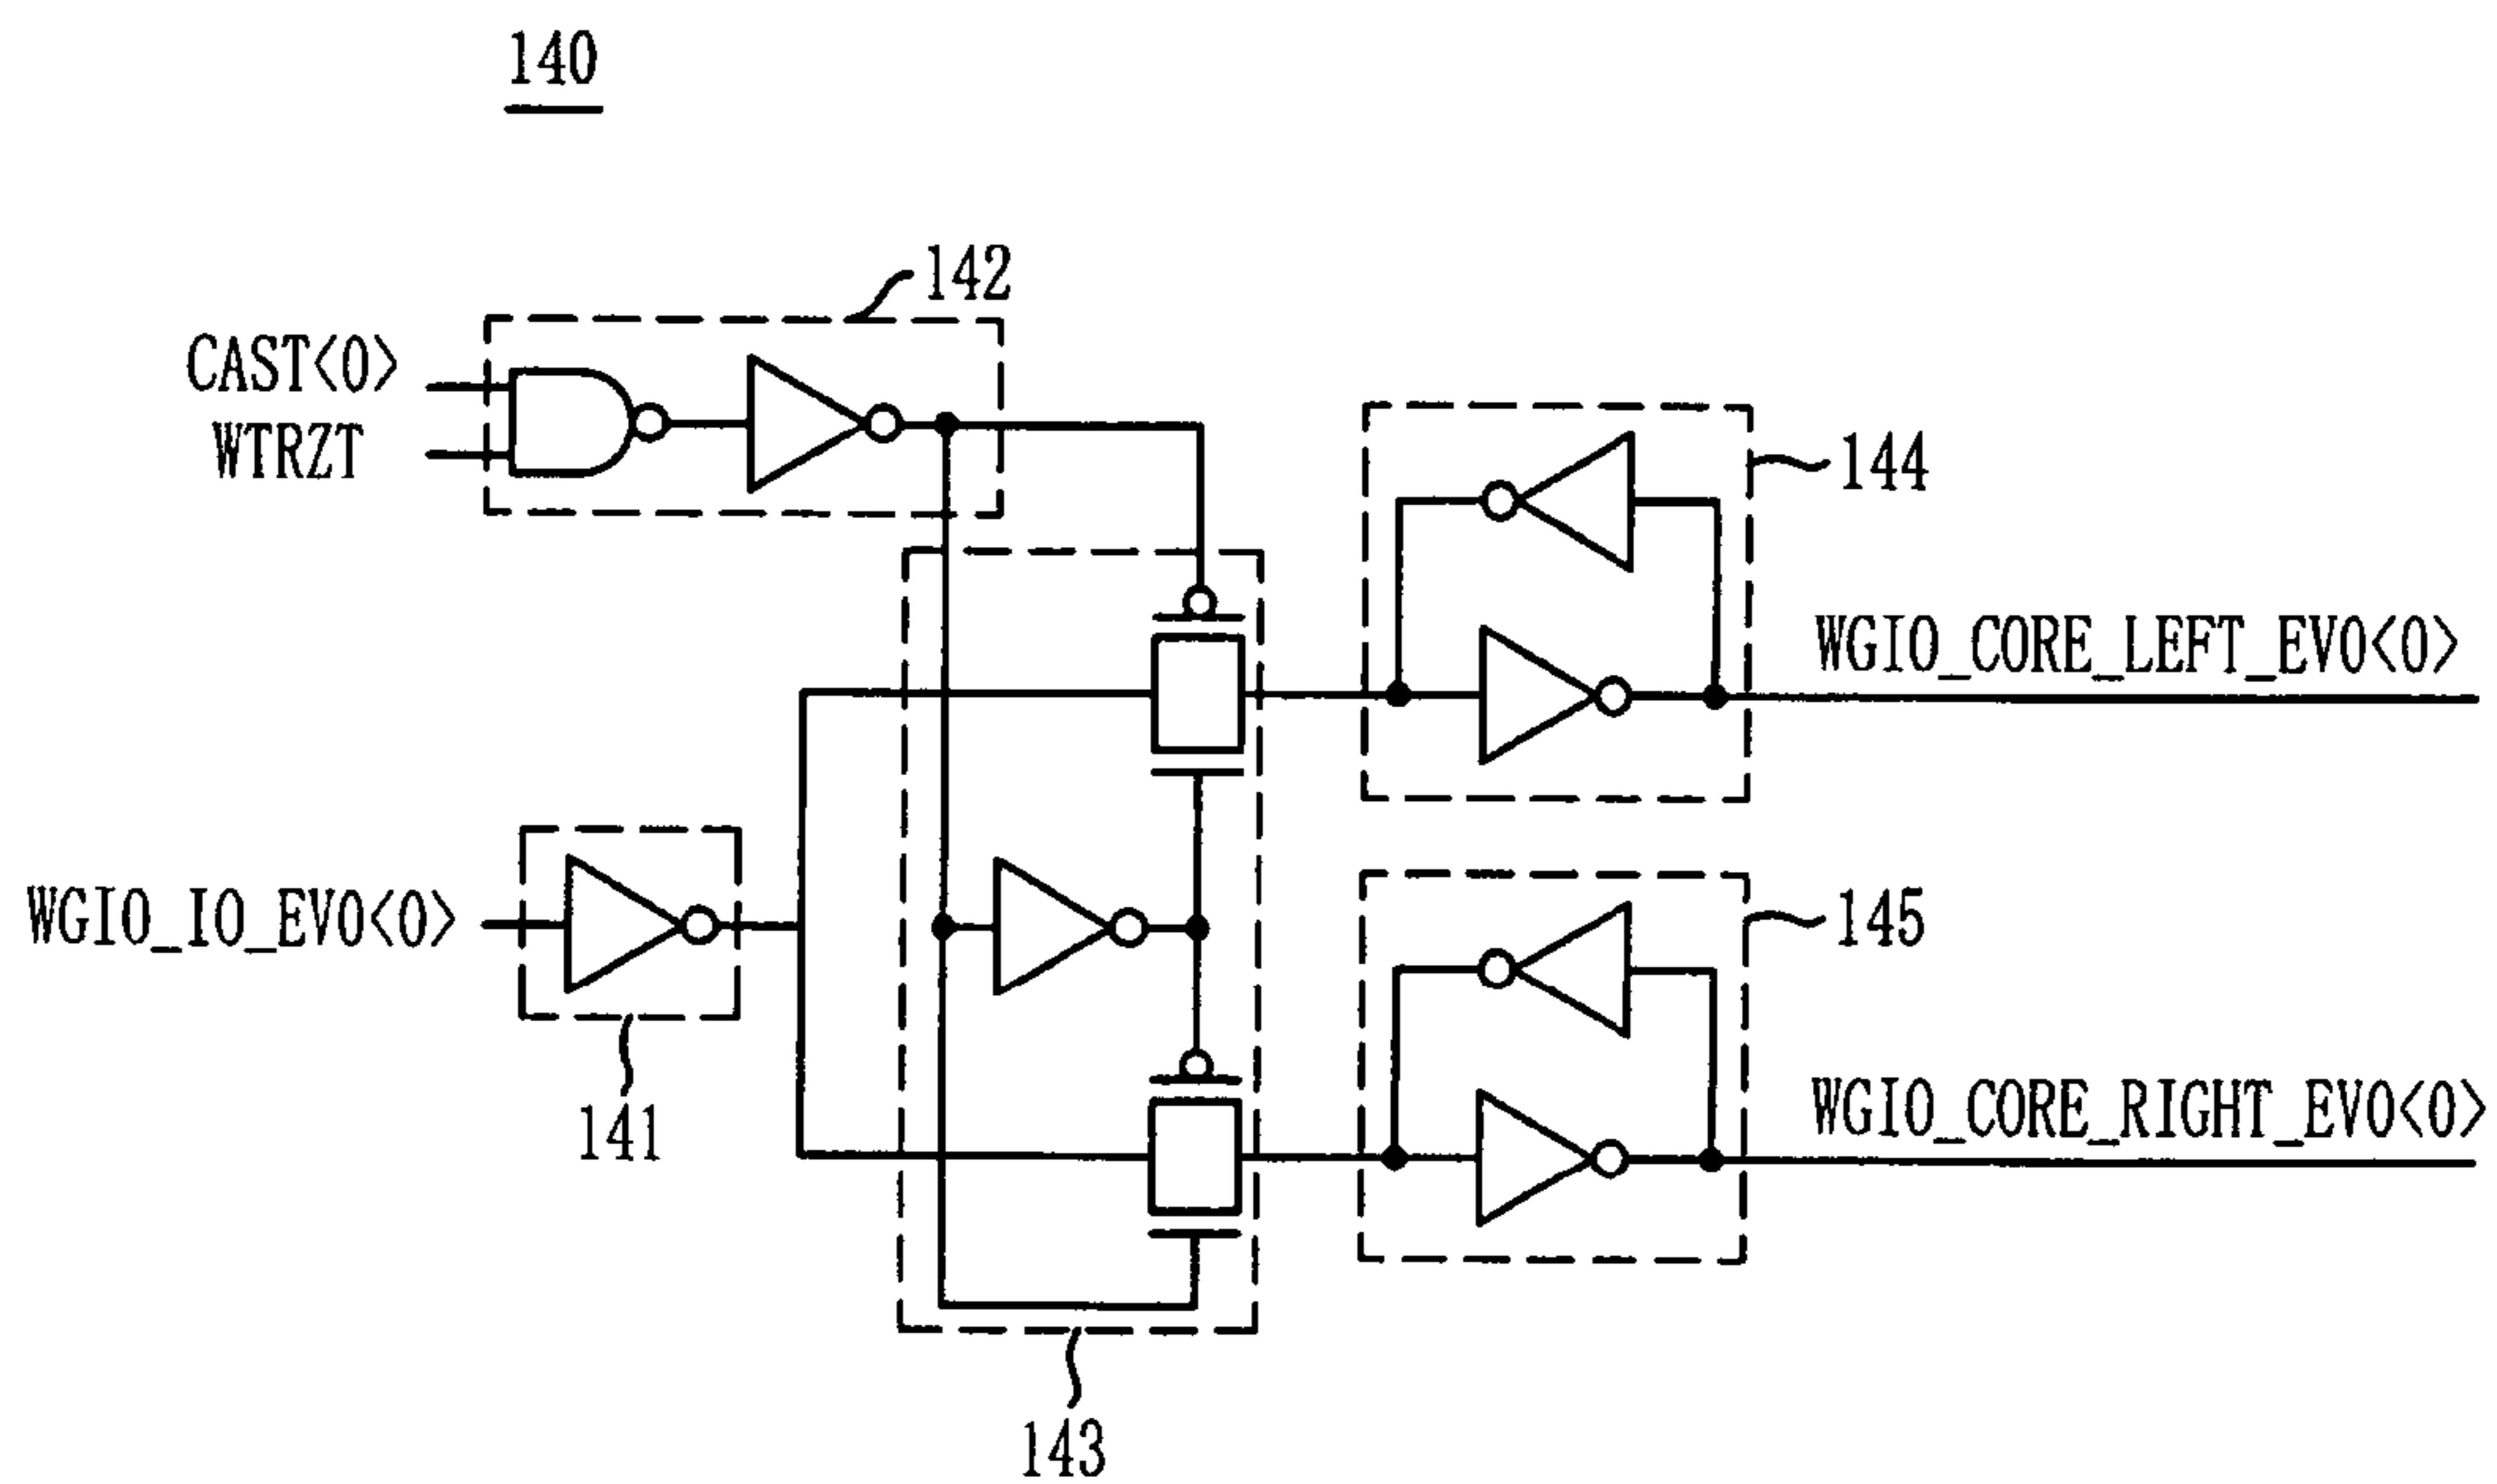 140
142
CAST<0>
WTRZT
144
WGIO_CORE_LEFT_EV0<0>
WGIO_IO_EV0<0>
145
141
WGIO_CORE_RIGHT_EV0<0>
143